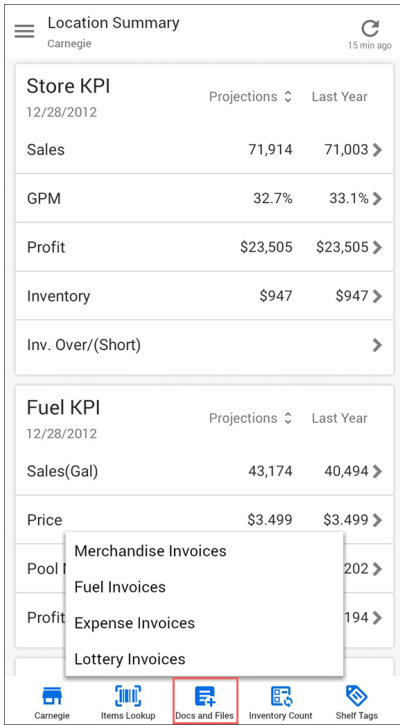 Location Summary
Carnegie
15 min ago
Store KPI
Projections Last Year
12/28/2012
Sales 71,914 71,003
GPM 32.7% 33.1%
Profit $23,505 $23,505
Inventory $947 $947
Inv. Over/(Short)
Fuel KPI
Projections Last Year
12/28/2012
Sales(Gal) 43,174 40,494
Price $3.499 $3.499
Merchandise Invoices
Pool 202
Fuel Invoices
Profit 194
Expense Invoices
Lottery Invoices
Carnegie Items Lookup Docs and Files Inventory Count Shelf Tags